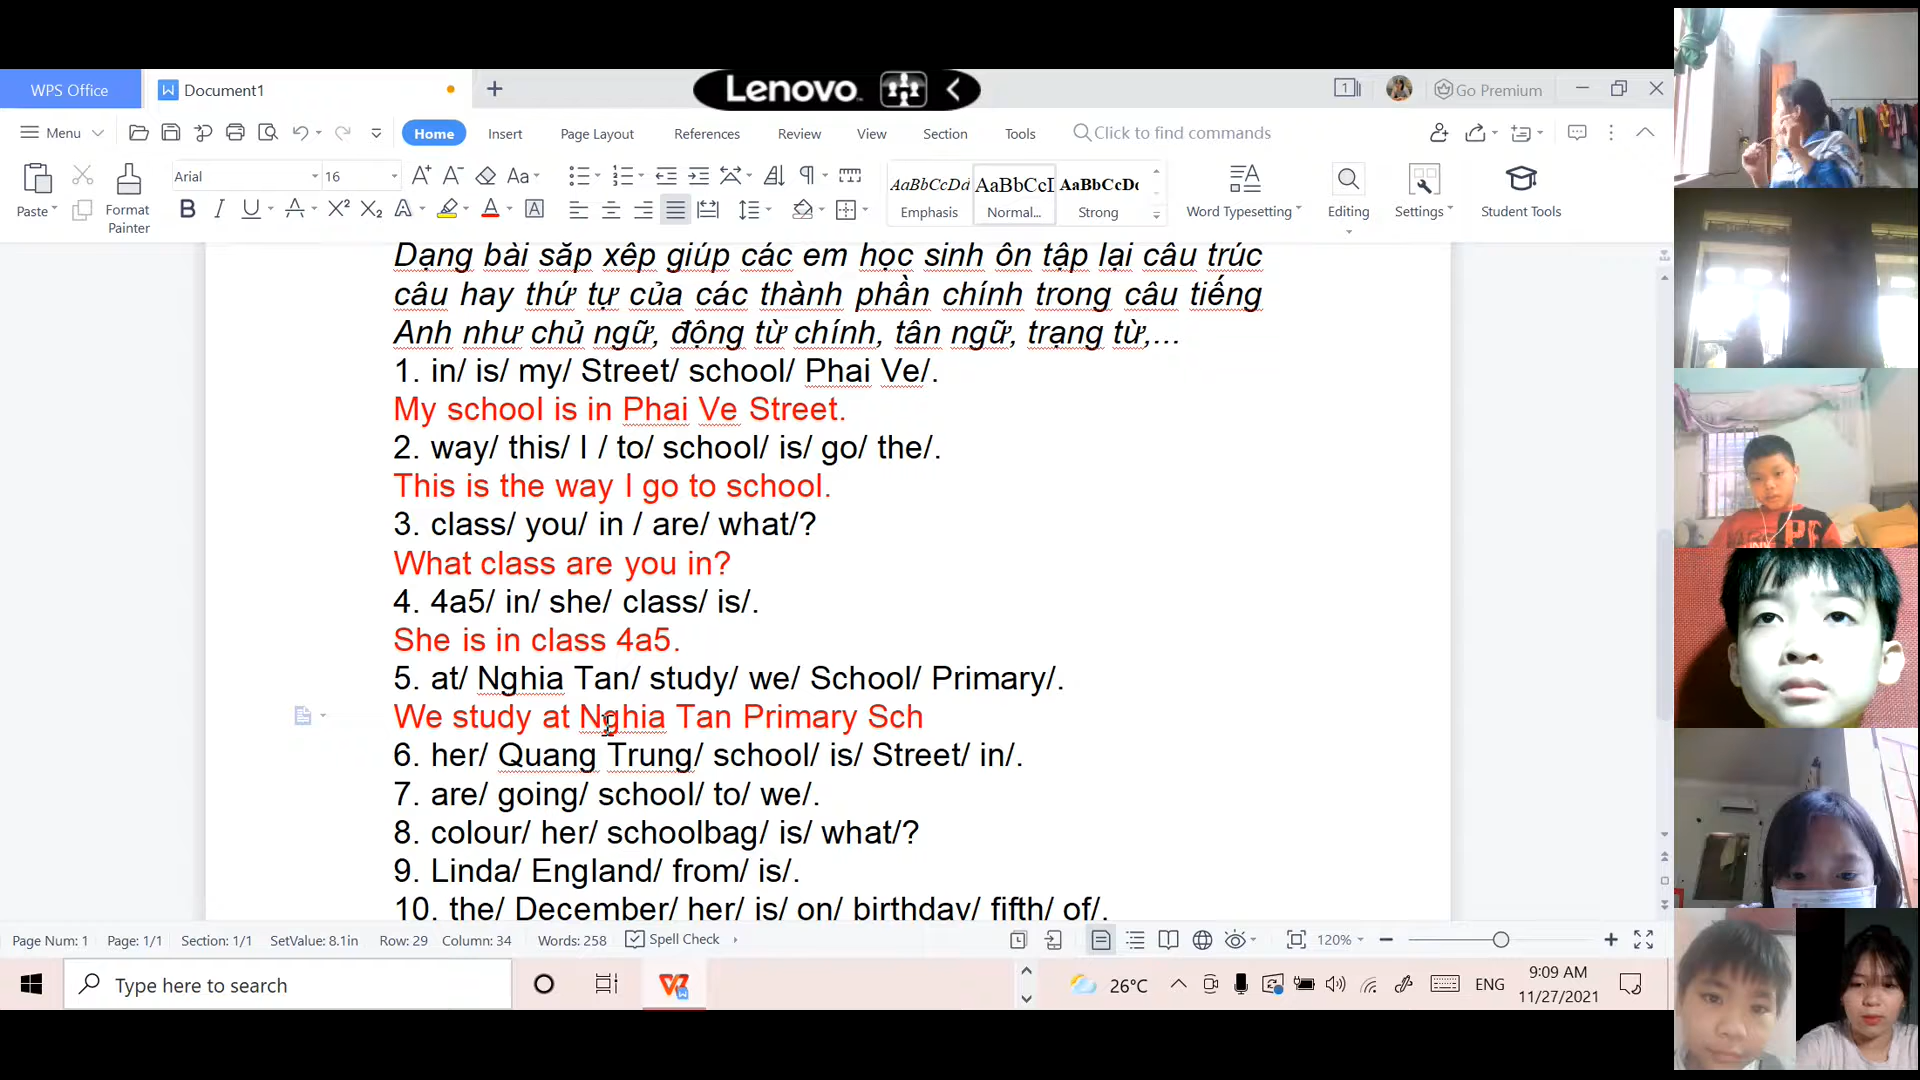 WPS Office
Document1
Lenovo
1
Go Premium
Menu
Home
Insert
Page Layout
References
Review
View
Section
Tools
Click to find commands
Paste
Format
Painter
Arial
16
AaBbCcDd
Emphasis
AaBbCcI
Normal...
AaBbCcDd
Strong
Word Typesetting
Editing
Settings
Student Tools
Dạng bài sắp xếp giúp các em học sinh ôn tập lại câu trúc
câu hay thứ tự của các thành phần chính trong câu tiếng
Anh như chủ ngữ, động từ chính, tân ngữ, trạng từ,...
1. in/ is/ my/ Street/ school/ Phai Ve/.
My school is in Phai Ve Street.
2. way/ this/ I / to/ school/ is/ go/ the/.
This is the way I go to school.
3. class/ you/ in / are/ what/?
What class are you in?
4. 4a5/ in/ she/ class/ is/.
She is in class 4a5.
5. at/ Nghia Tan/ study/ we/ School/ Primary/.
We study at Nghia Tan Primary Sch
6. her/ Quang Trung/ school/ is/ Street/ in/.
7. are/ going/ school/ to/ we/.
8. colour/ her/ schoolbag/ is/ what/?
9. Linda/ England/ from/ is/.
10. the/ December/ her/ is/ on/ birthday/ fifth/ of/.
Page Num: 1
Page: 1/1
Section: 1/1
SetValue: 8.1in
Row: 29
Column: 34
Words: 258
Spell Check
120%
Type here to search
26°C
ENG
9:09 AM
11/27/2021